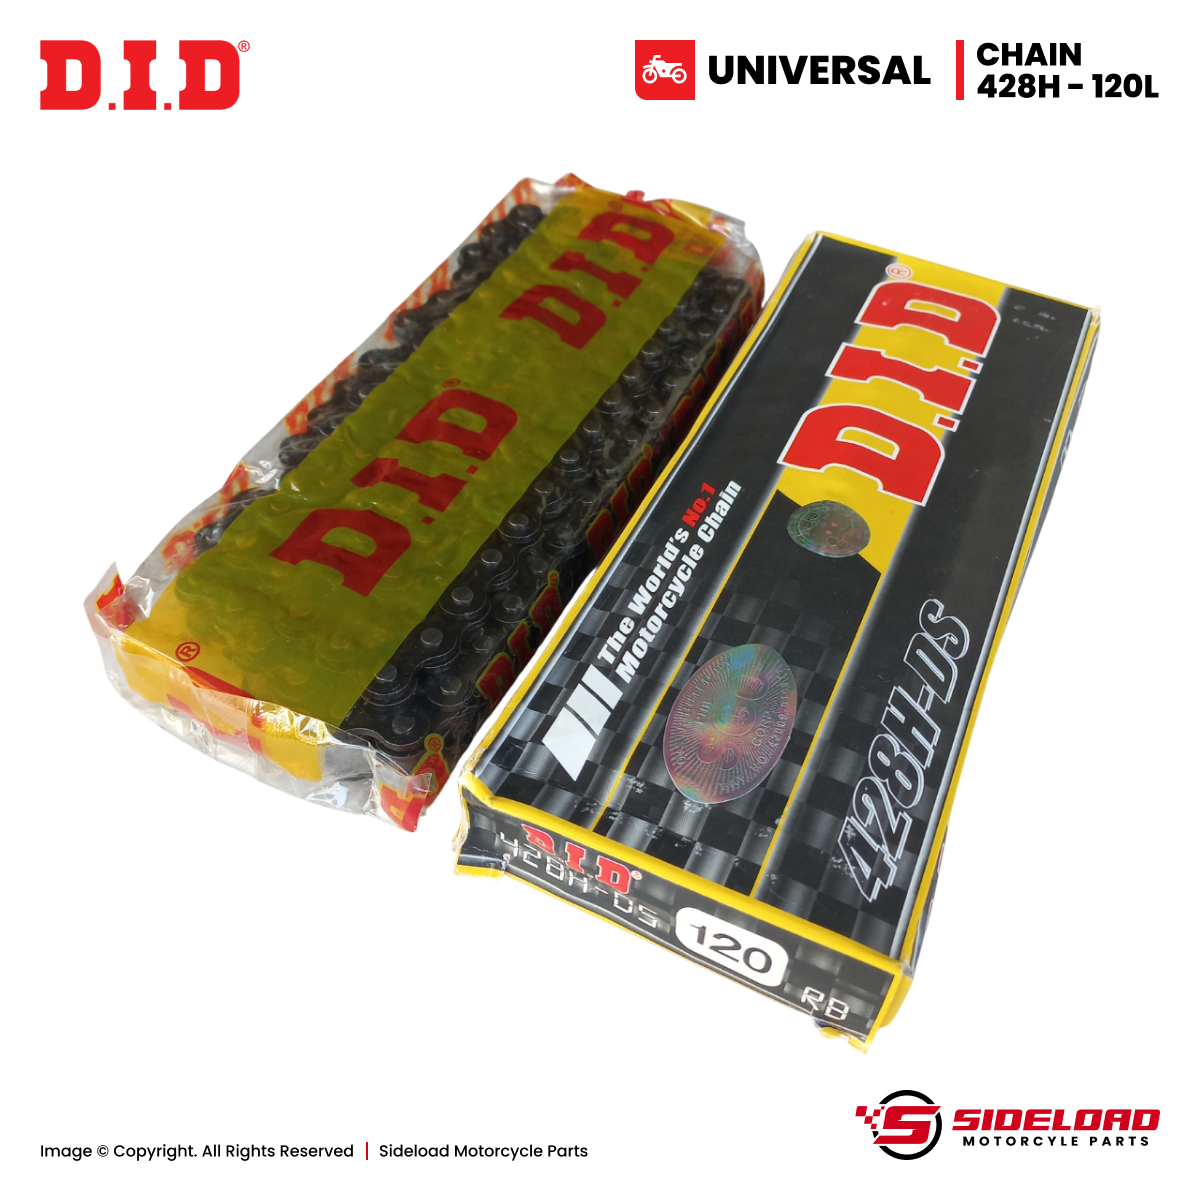 D.I.D®
UNIVERSAL
CHAIN
428H - 120L
D.I.D
D.I.D®
®
D.I.D®
D.I.D®
The World's No.1
Motorcycle Chain
428H-DS
D.I.D®
428H-DS
120
RB
Image © Copyright. All Rights Reserved | Sideload Motorcycle Parts
SIDELOAD
MOTORCYLE PARTS